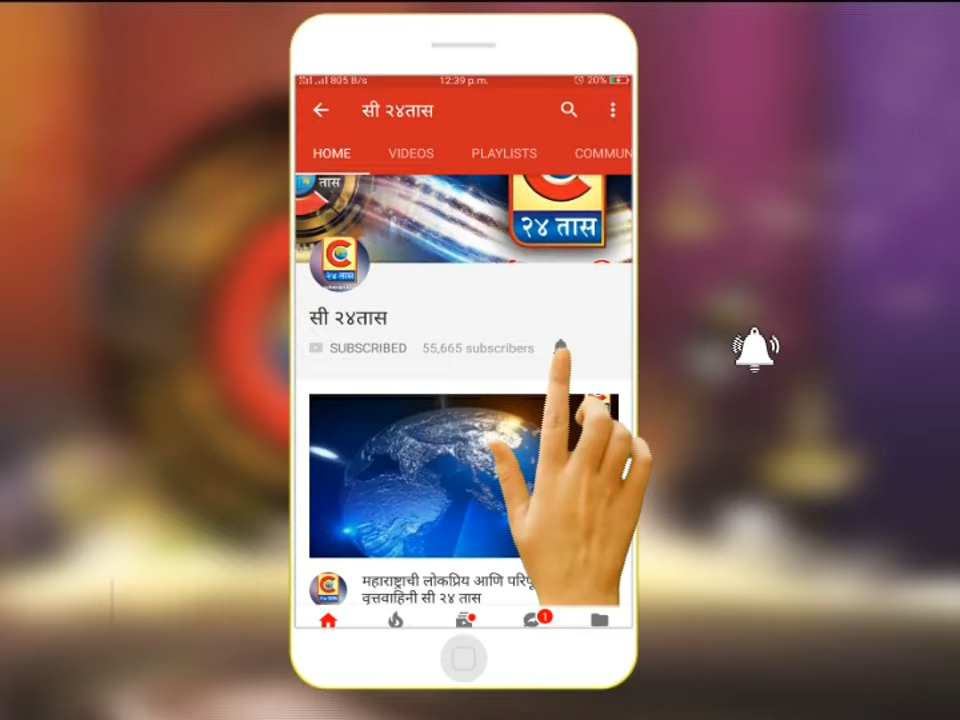 805 B/s 12:39 p.m. 20%
सी २४तास
HOME VIDEOS PLAYLISTS COMMUN
तास
२४ तास
२४ तास
सी २४तास
SUBSCRIBED 55,665 subscribers
महाराष्ट्राची लोकप्रिय आणि
वृत्तवाहिनी सी २४ तास
1